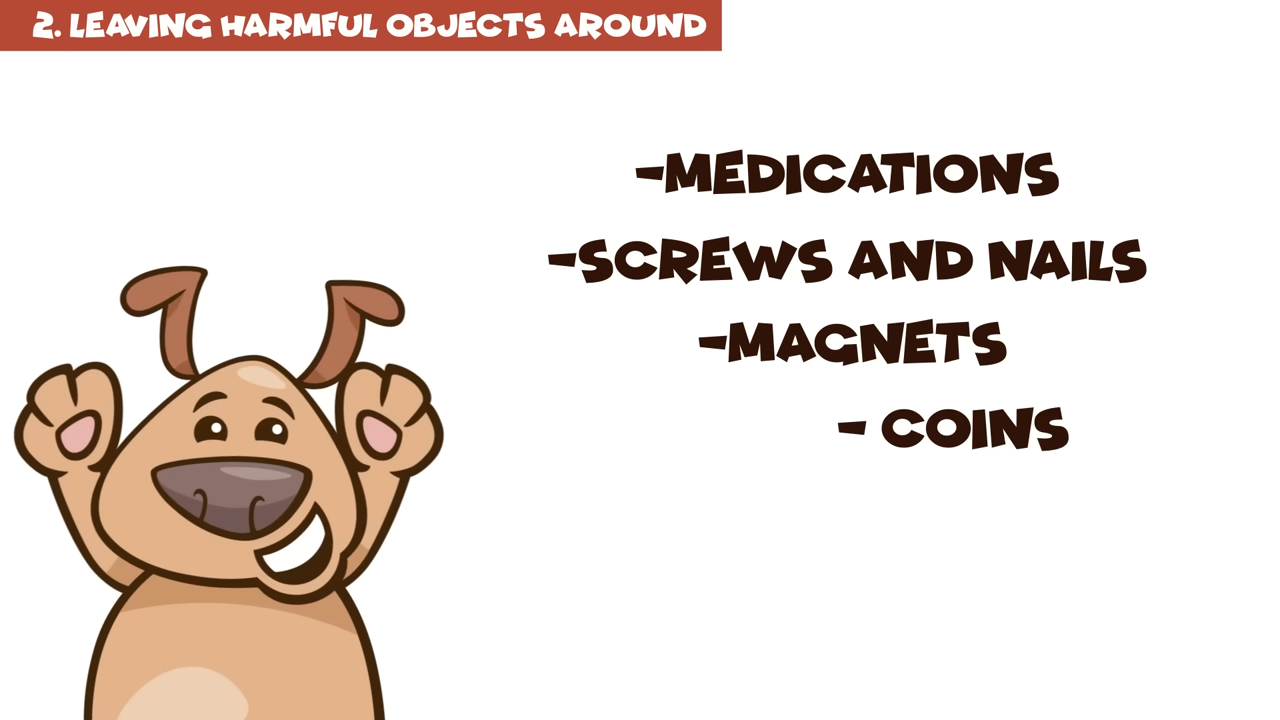 2. LEAVING HARMFUL OBJECTS AROUND
-MEDICATIONS
-SCREWS AND NAILS
-MAGNETS
- COINS